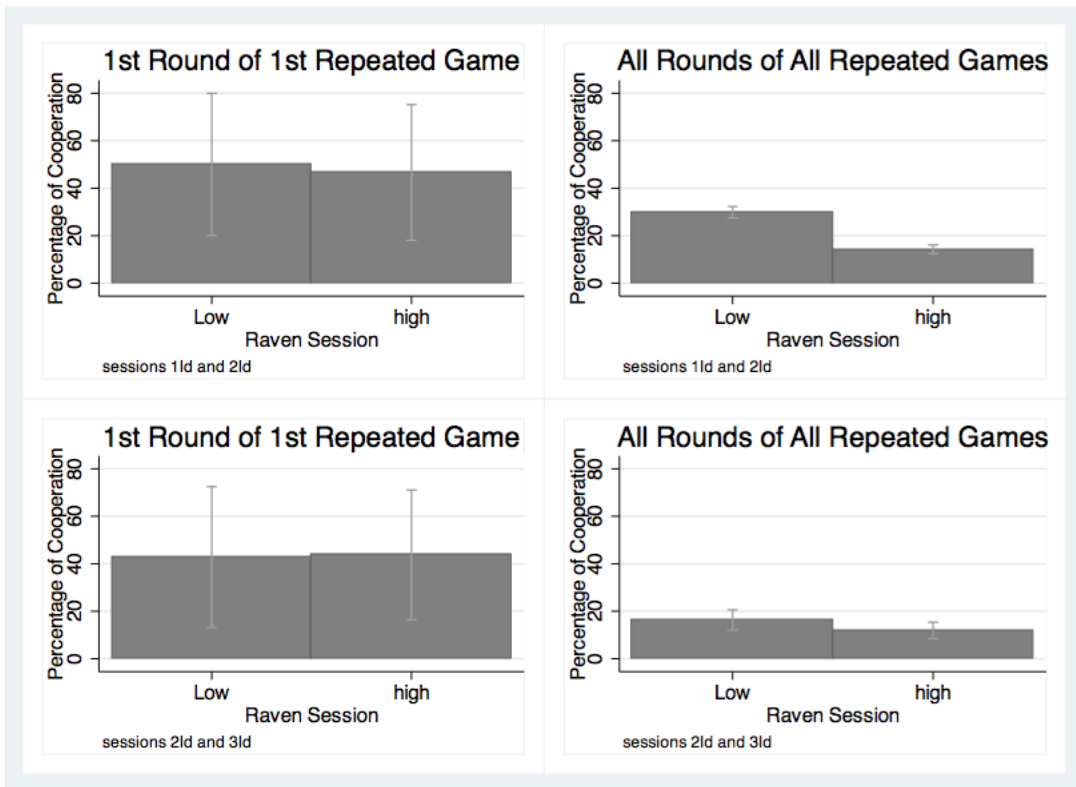 1st Round of 1st Repeated Game
Percentage of Cooperation
80
60
40
20
0
Low high
Raven Session
sessions 1ld and 2ld
All Rounds of All Repeated Games
Percentage of Cooperation
80
60
40
20
0
Low high
Raven Session
sessions 1ld and 2ld
1st Round of 1st Repeated Game
Percentage of Cooperation
80
60
40
20
0
Low high
Raven Session
sessions 2ld and 3ld
All Rounds of All Repeated Games
Percentage of Cooperation
80
60
40
20
0
Low high
Raven Session
sessions 2ld and 3ld